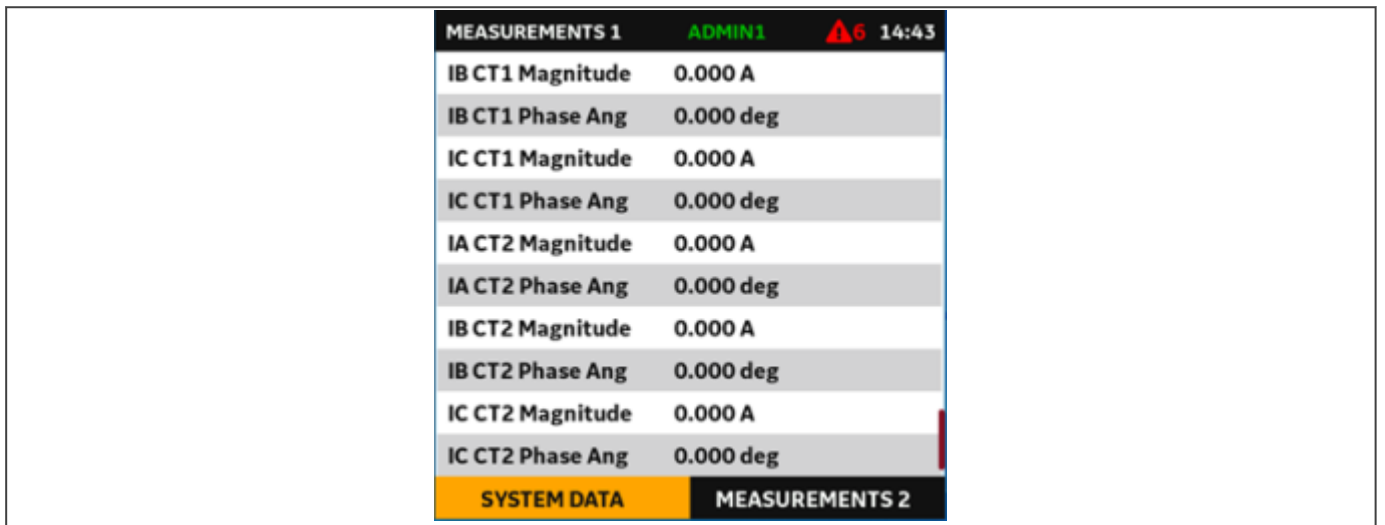 MEASUREMENTS 1 ADMIN1 6 14:43
IB CT1 Magnitude 0.000 A
IB CT1 Phase Ang 0.000 deg
IC CT1 Magnitude 0.000 A
IC CT1 Phase Ang 0.000 deg
IA CT2 Magnitude 0.000 A
IA CT2 Phase Ang 0.000 deg
IB CT2 Magnitude 0.000 A
IB CT2 Phase Ang 0.000 deg
IC CT2 Magnitude 0.000 A
IC CT2 Phase Ang 0.000 deg
SYSTEM DATA MEASUREMENTS 2